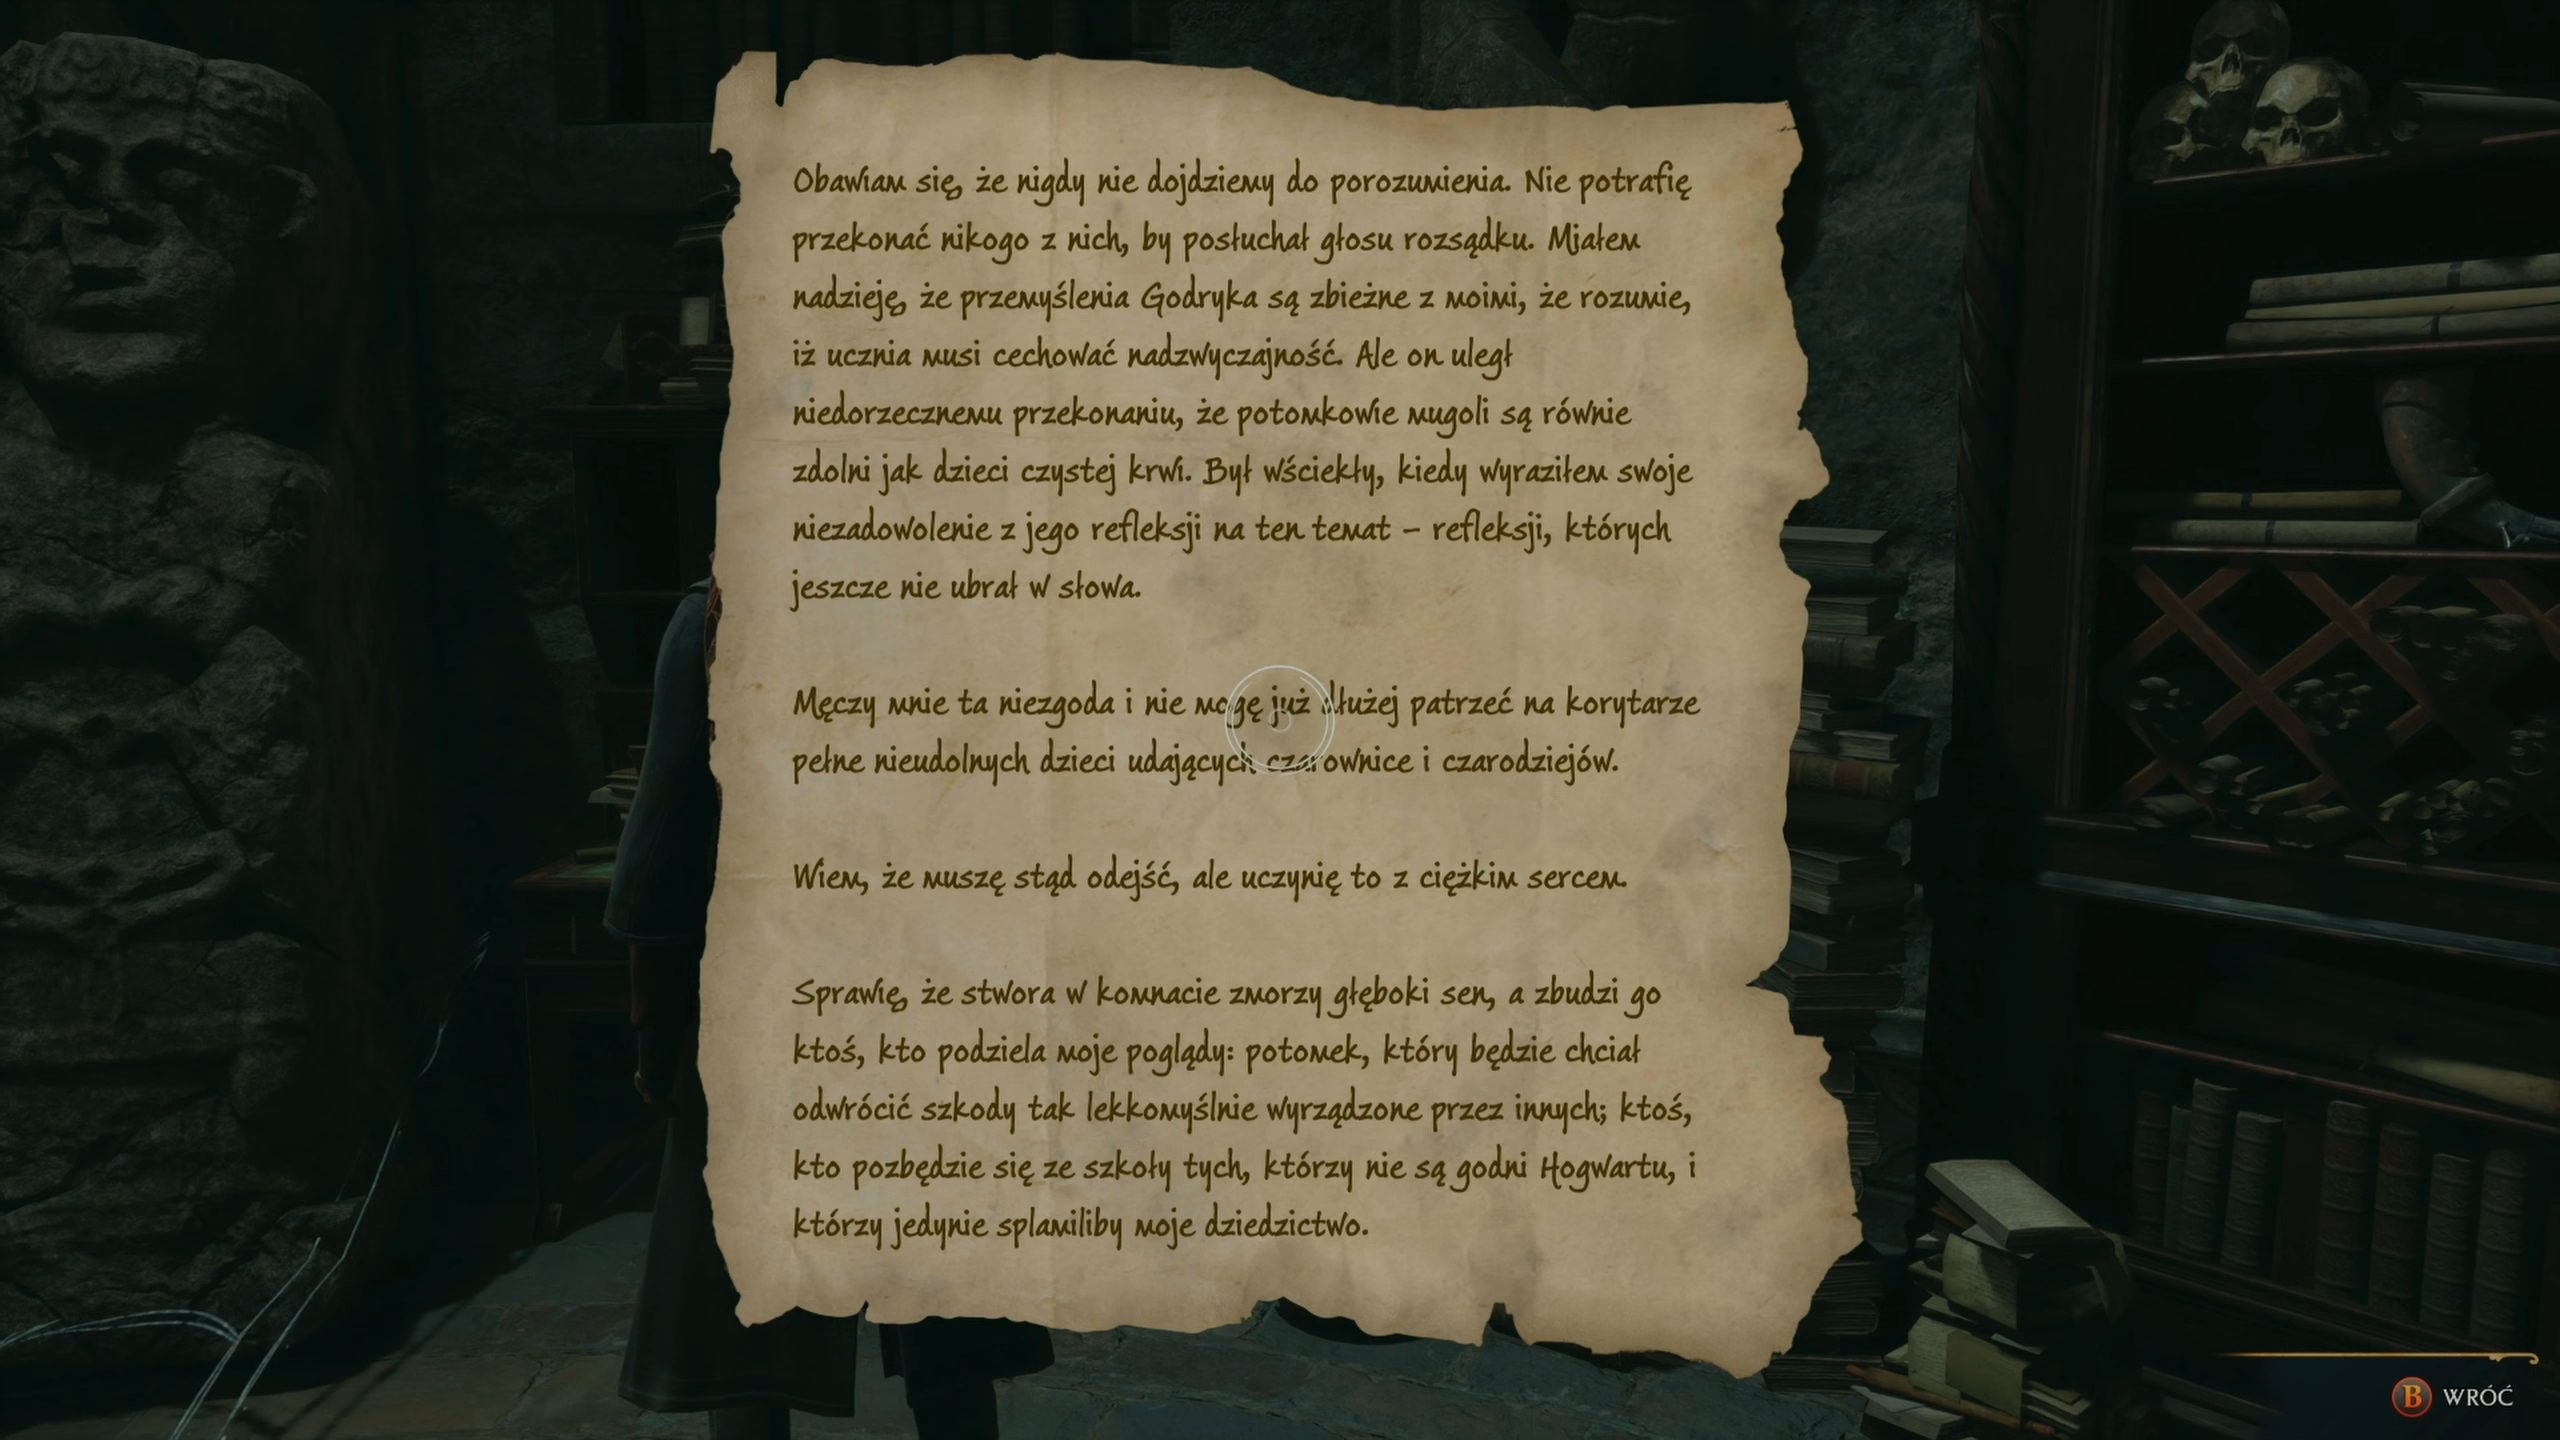 Obawiam się, że nigdy nie dojdziemy do porozumienia. Nie potrafię
przekonać nikogo z nich, by posłuchał głosu rozsądku. Miałem
nadzieję, że przemyślenia Godryka są zbieżne z moimi, że rozumie,
iż ucznia musi cechować nadzwyczajność. Ale on uległ
niedorzecznemu przekonaniu, że potomkowie mugoli są równie
zdolni jak dzieci czystej krwi. Był wściekły, kiedy wyraziłem swoje
niezadowolenie z jego refleksji na ten temat – refleksji, których
jeszcze nie ubrał w słowa.
Męczy mnie ta niezgoda i nie mogę już dłużej patrzeć na korytarze
pełne nieudolnych dzieci udających czarownice i czarodziejów.
Wiem, że muszę stąd odejść, ale uczynię to z ciężkim sercem.
Sprawię, że stwora w komnacie zmorzy głęboki sen, a zbudzi go
ktoś, kto podziela moje poglądy: potomek, który będzie chciał
odwrócić szkody tak lekkomyślnie wyrządzone przez innych; ktoś,
kto pozbędzie się ze szkoły tych, którzy nie są godni Hogwartu, i
którzy jedynie splamiliby moje dziedzictwo.
B WRÓĆ